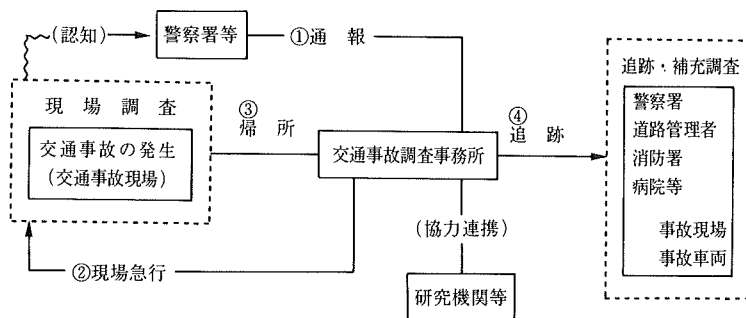 (認知)
警察署等
①通 報
現場調査
交通事故の発生
(交通事故現場)
③
帰 所
交通事故調査事務所
④
追 跡
②現場急行
(協力連携)
研究機関等
追跡・補充調査
警察署
道路管理者
消防署
病院等
事故現場
事故車両